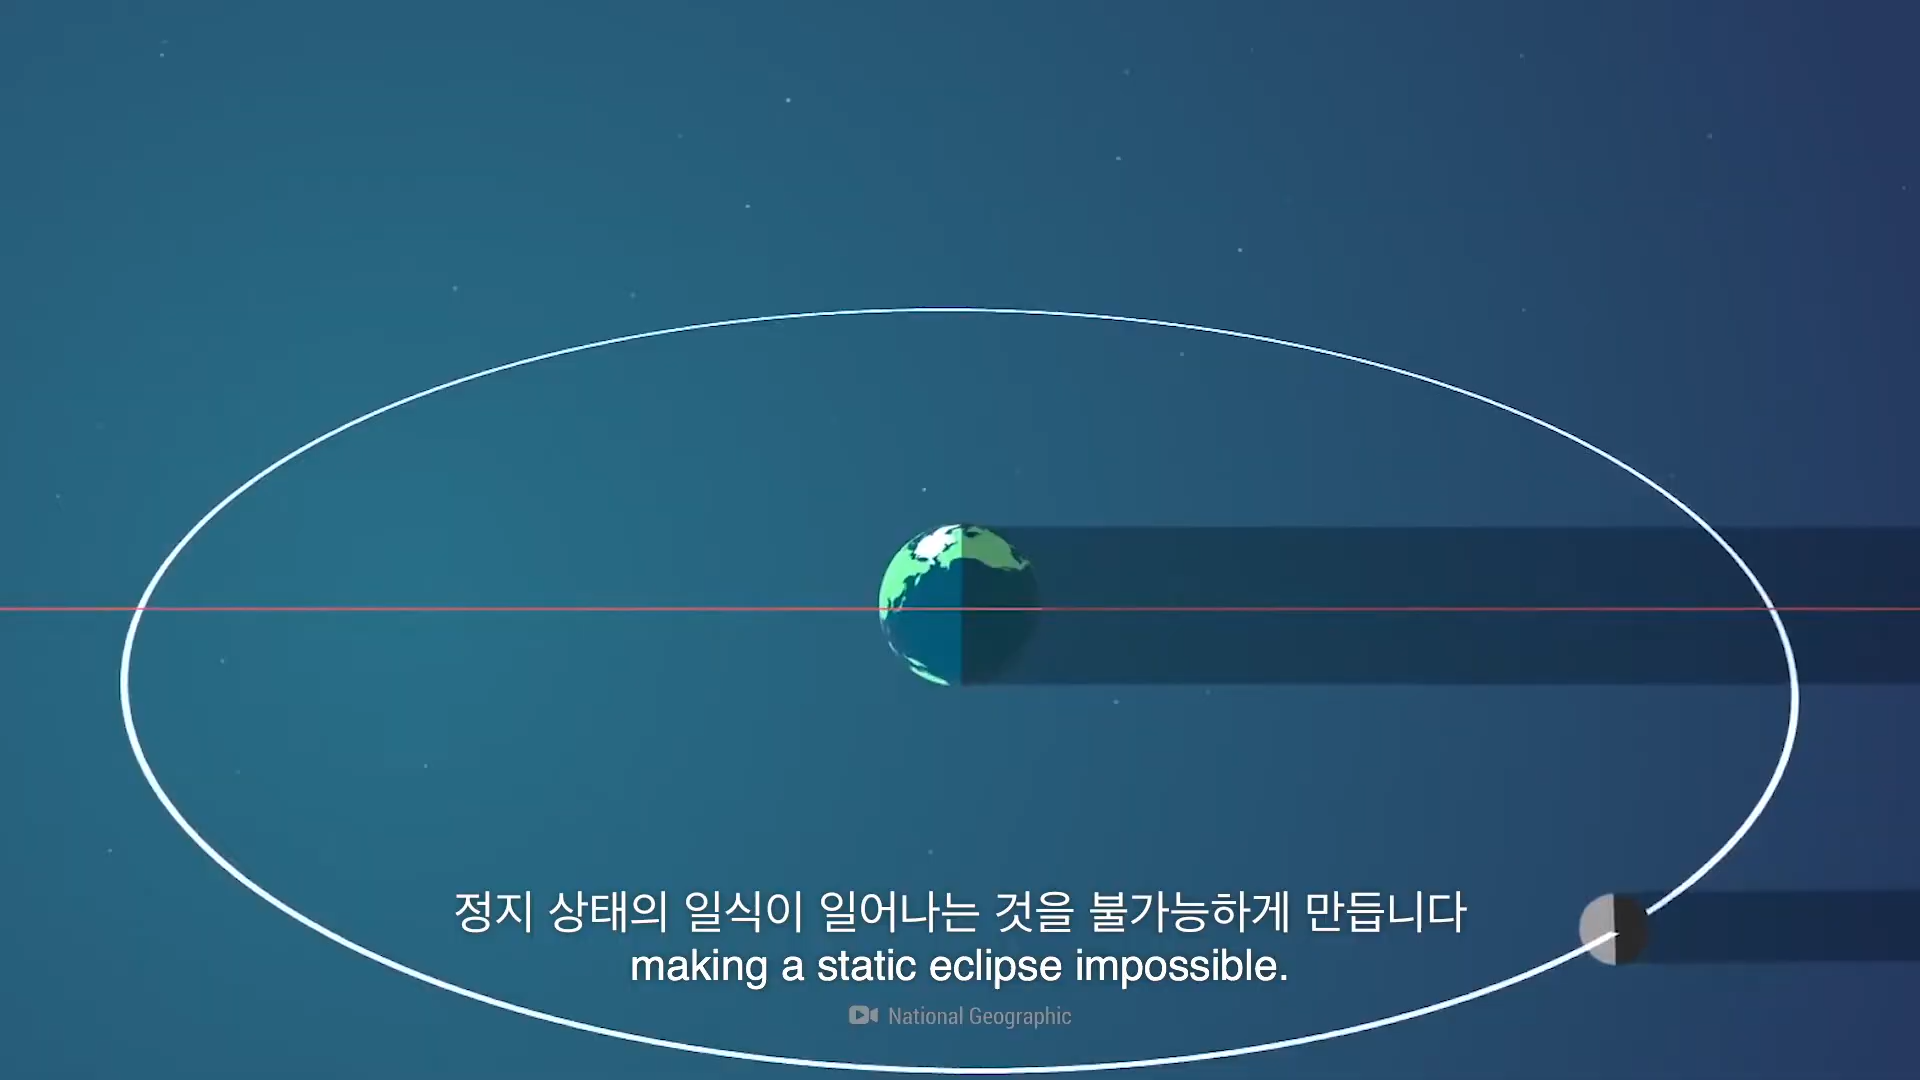 정지 상태의 일식이 일어나는 것을 불가능하게 만듭니다
making a static eclipse impossible.
National Geographic